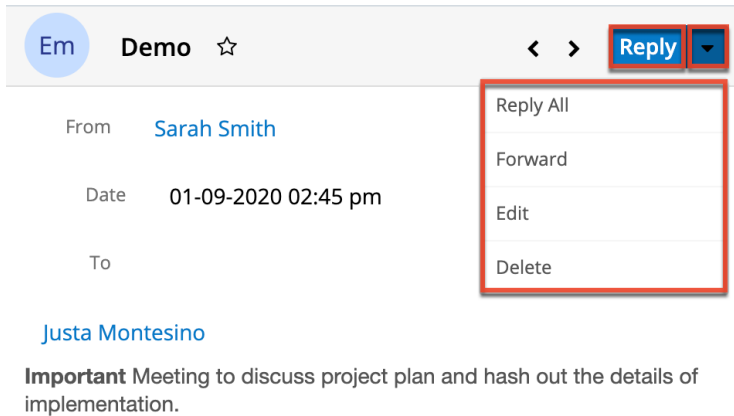 Em Demo Reply
Reply All
From Sarah Smith
Forward
Date 01-09-2020 02:45 pm
Edit
To
Delete
Justa Montesino
Important Meeting to discuss project plan and hash out the details of
implementation.